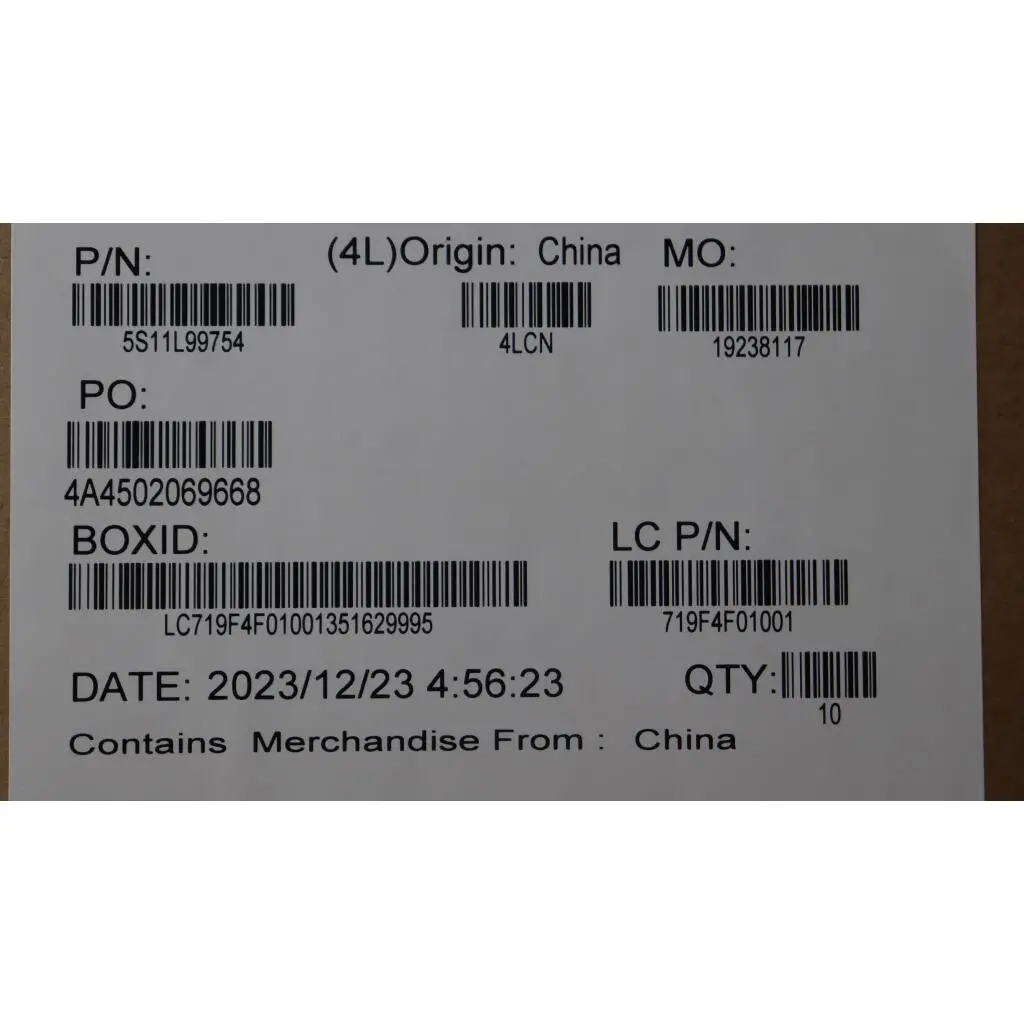 P/N: (4L)Origin: China MO:
5S11L99754 4LCN 19238117
PO:
4A4502069668
BOXID: LC P/N:
LC719F4F01001351629995 719F4F01001
DATE: 2023/12/23 4:56:23 QTY:
10
Contains Merchandise From : China